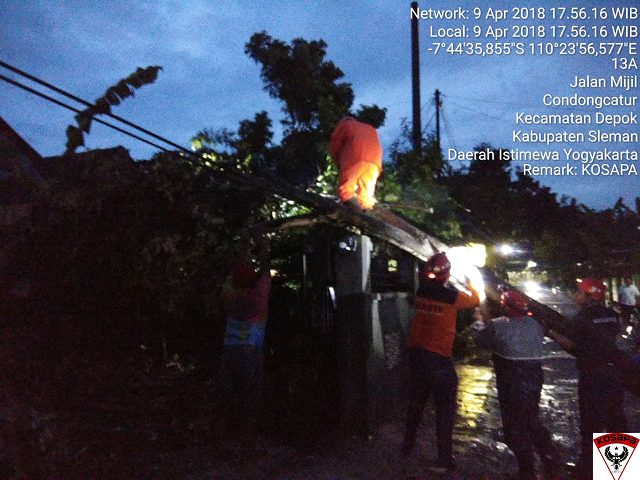 Network: 9 Apr 2018 17.56.16 WIB
Local: 9 Apr 2018 17.56.16 WIB
-7°44'35,855"S 110°23'56,577"E
13A
Jalan Mijil
Condongcatur
Kecamatan Depok
Kabupaten Sleman
Daerah Istimewa Yogyakarta
Remark: KOSAPA
KOSAPA